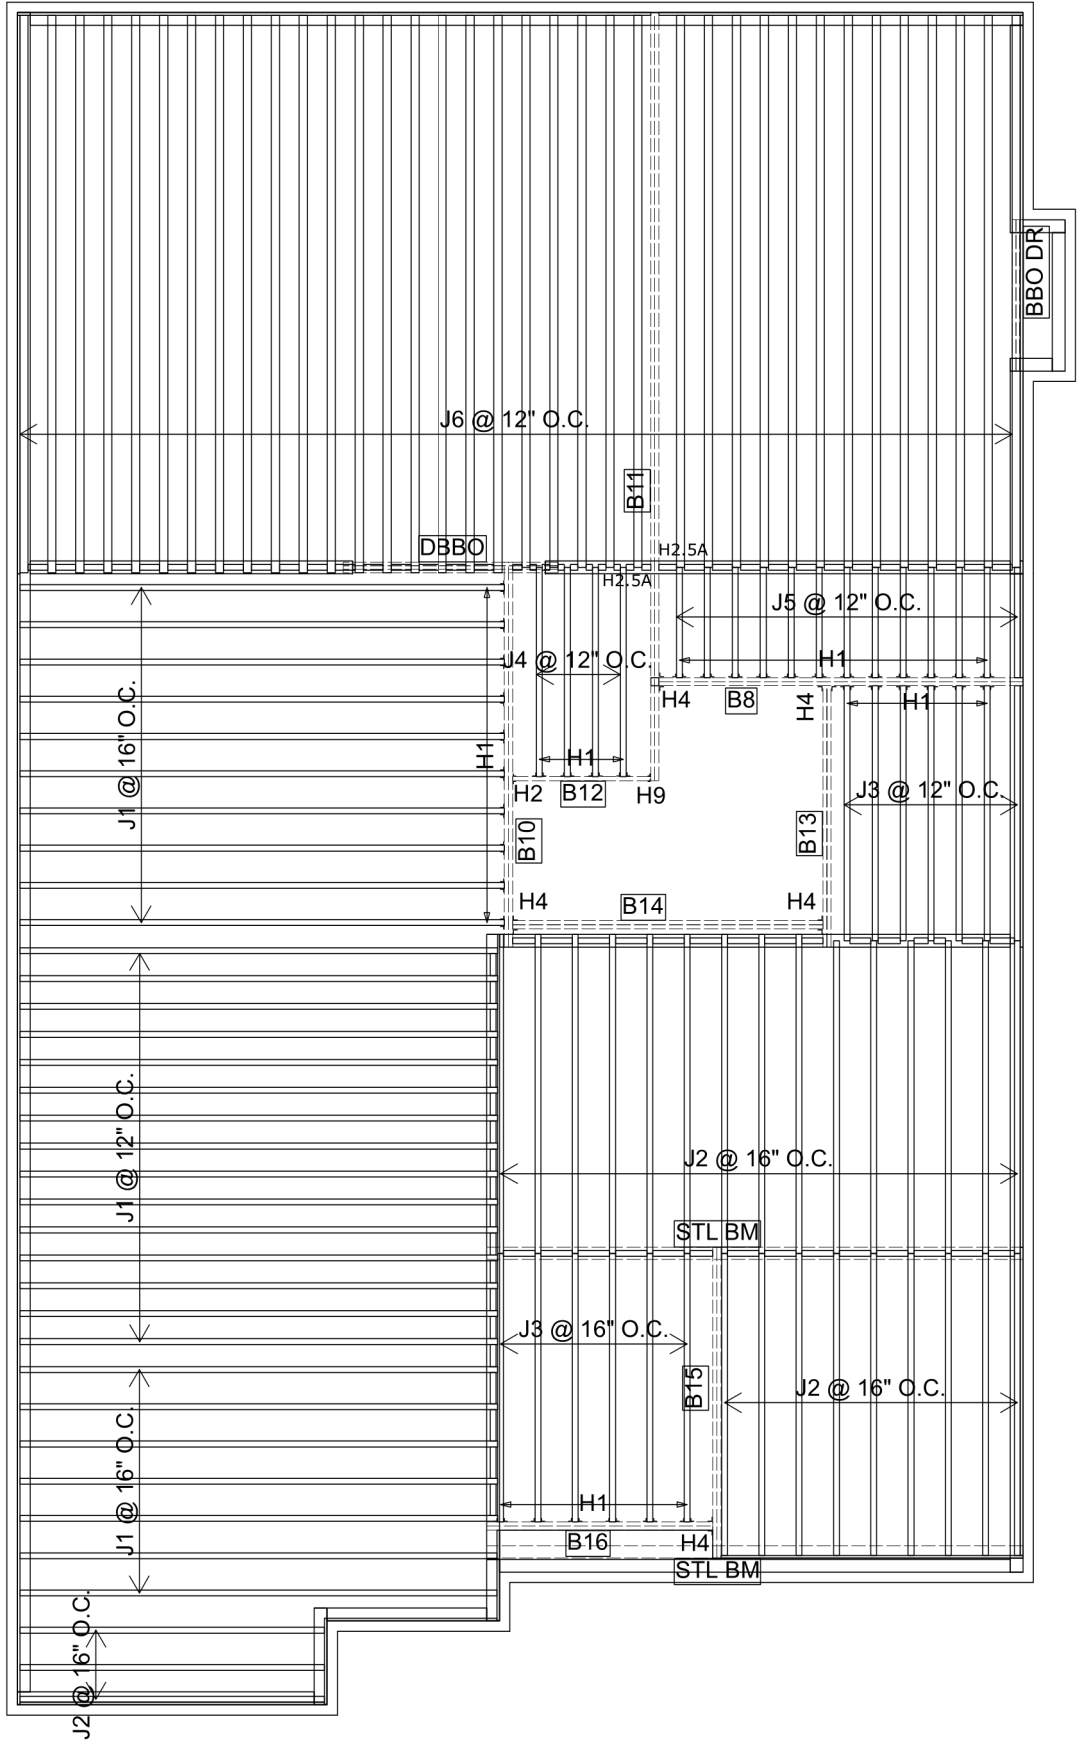 BBO DR
J6 @ 12" O.C.
B11
DBBO
H2.5A
H2.5A
J5 @ 12" O.C.
J4 @ 12" O.C.
H1
H4
B8
H4
H1
J1 @ 16" O.C.
H1
H1
H2
B12
H9
J3 @ 12" O.C.
B10
B13
H4
B14
H4
J1 @ 12" O.C.
J2 @ 16" O.C.
STL BM
J3 @ 16" O.C.
B15
J2 @ 16" O.C.
J1 @ 16" O.C.
H1
B16
H4
STL BM
J2 @ 16" O.C.